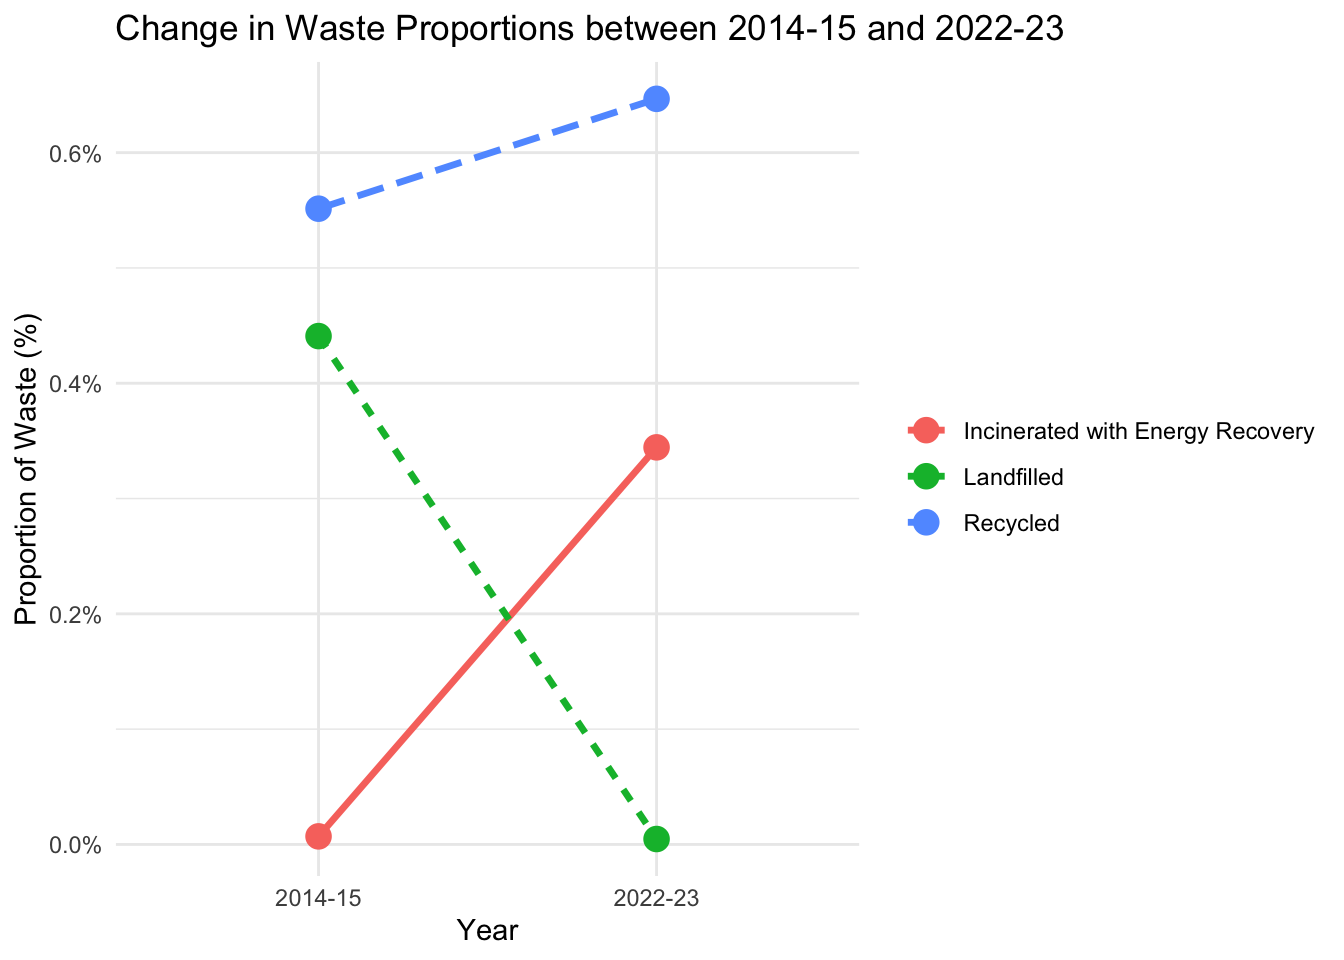 Change in Waste Proportions between 2014-15 and 2022-23
Proportion of Waste (%)
0.6%
0.4%
0.2%
0.0%
2014-15
2022-23
Year
Incinerated with Energy Recovery
Landfilled
Recycled